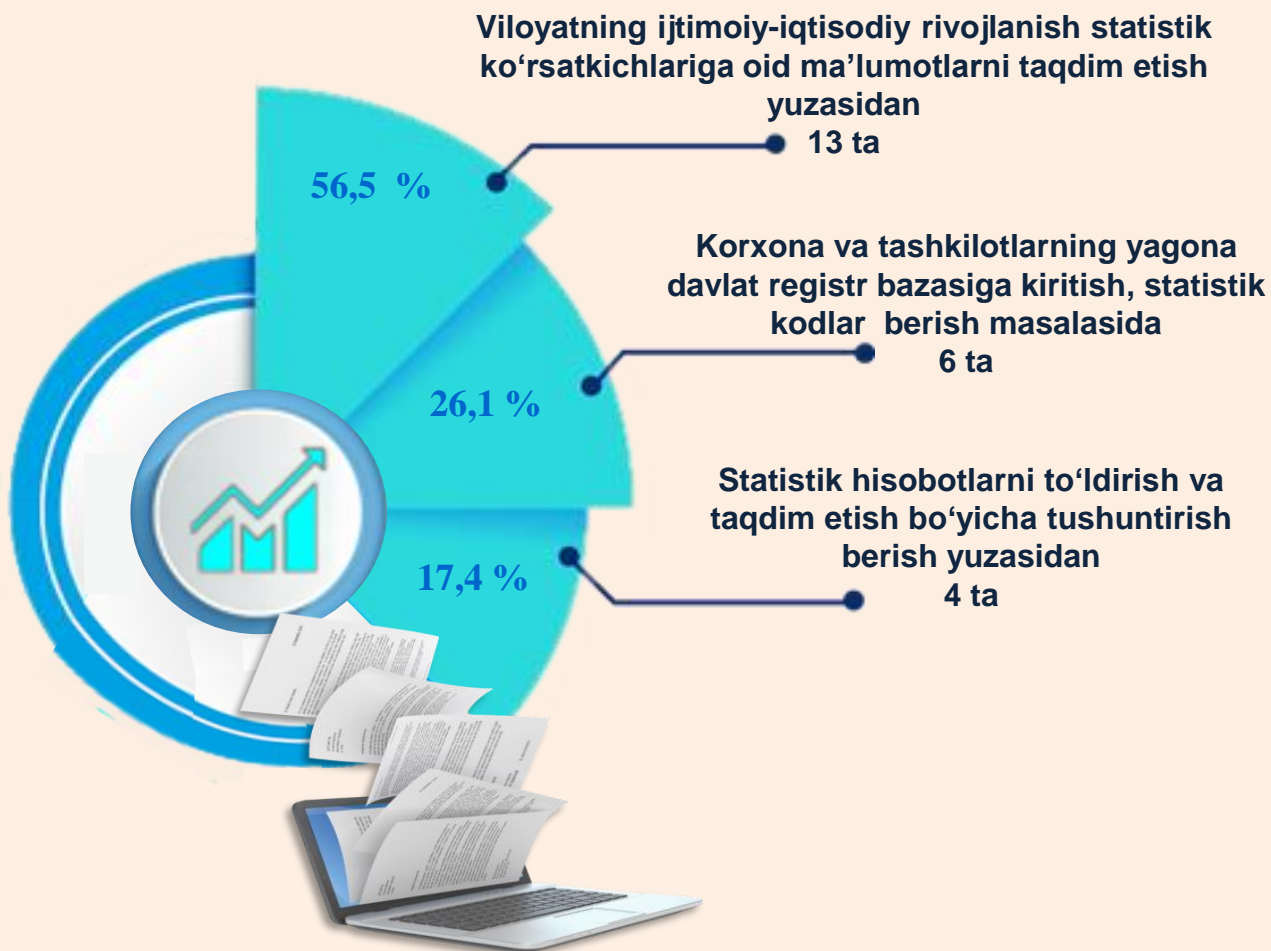 Viloyatning ijtimoiy-iqtisodiy rivojlanish statistik
ko‘rsatkichlariga oid ma’lumotlarni taqdim etish
yuzasidan
13 ta
56,5 %
Korxona va tashkilotlarning yagona
davlat registr bazasiga kiritish, statistik
kodlar berish masalasida
6 ta
26,1 %
Statistik hisobotlarni to‘ldirish va
taqdim etish bo‘yicha tushuntirish
berish yuzasidan
4 ta
17,4 %